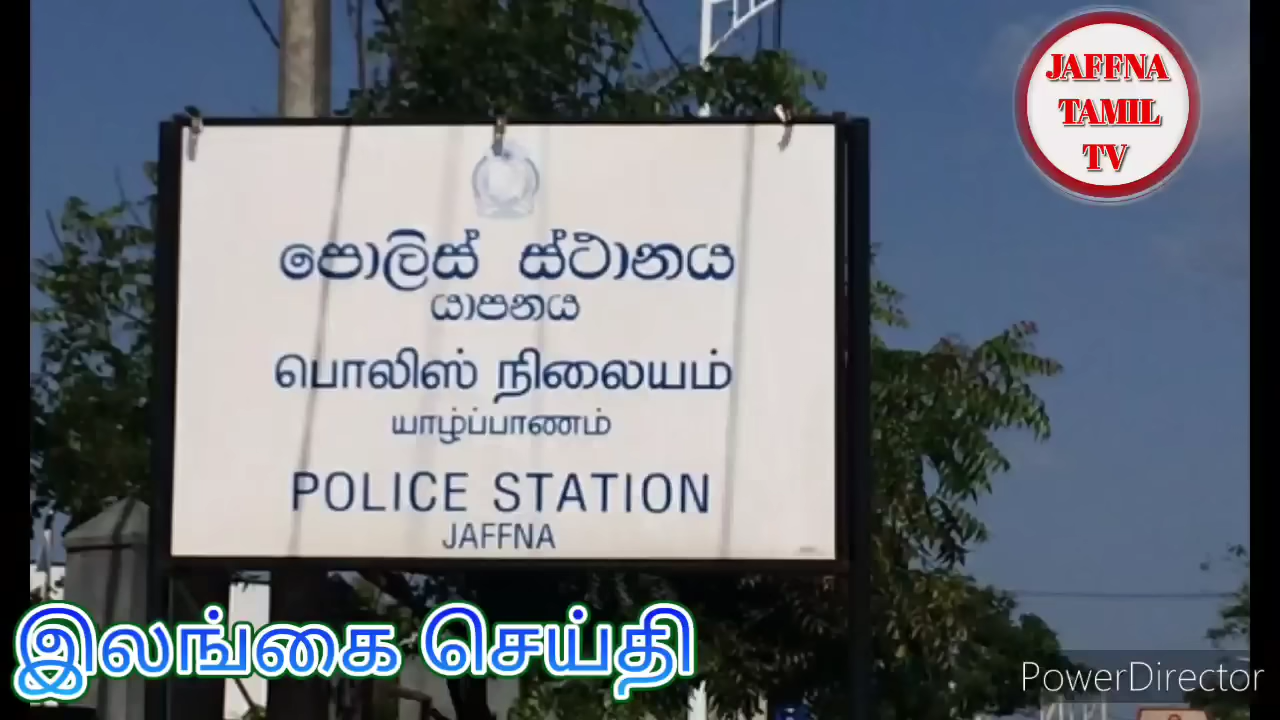 JAFFNA
TAMIL
TV
පොලිස් ස්ථානය
යාපනය
பொலிஸ் நிலையம்
யாழ்ப்பாணம்
POLICE STATION
JAFFNA
இலங்கை செய்தி
PowerDirector